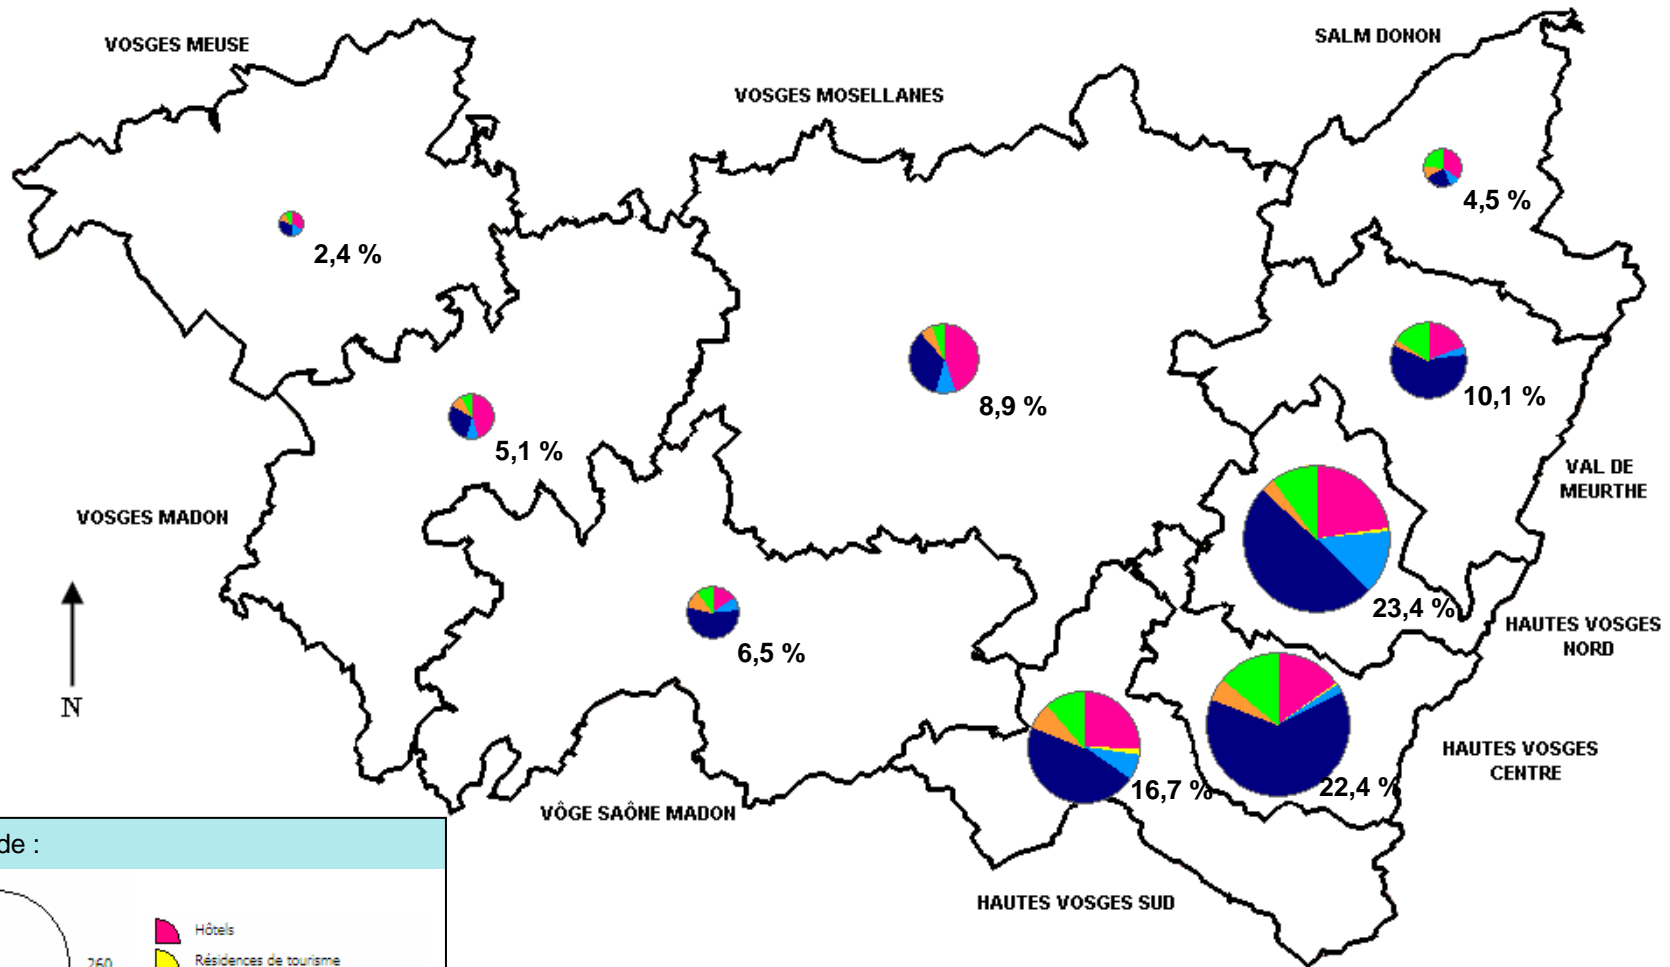 VOSGES MEUSE
SALM DONON
VOSGES MOSELLANES
4,5 %
2,4 %
8,9 %
10,1 %
5,1 %
VAL DE
MEURTHE
VOSGES MADON
23,4 %
HAUTES VOSGES
NORD
6,5 %
N
HAUTES VOSGES
CENTRE
16,7 %
22,4 %
VÔGE SAÔNE MADON
HAUTES VOSGES SUD
de :
Hôtels
260
Résidences de tourisme